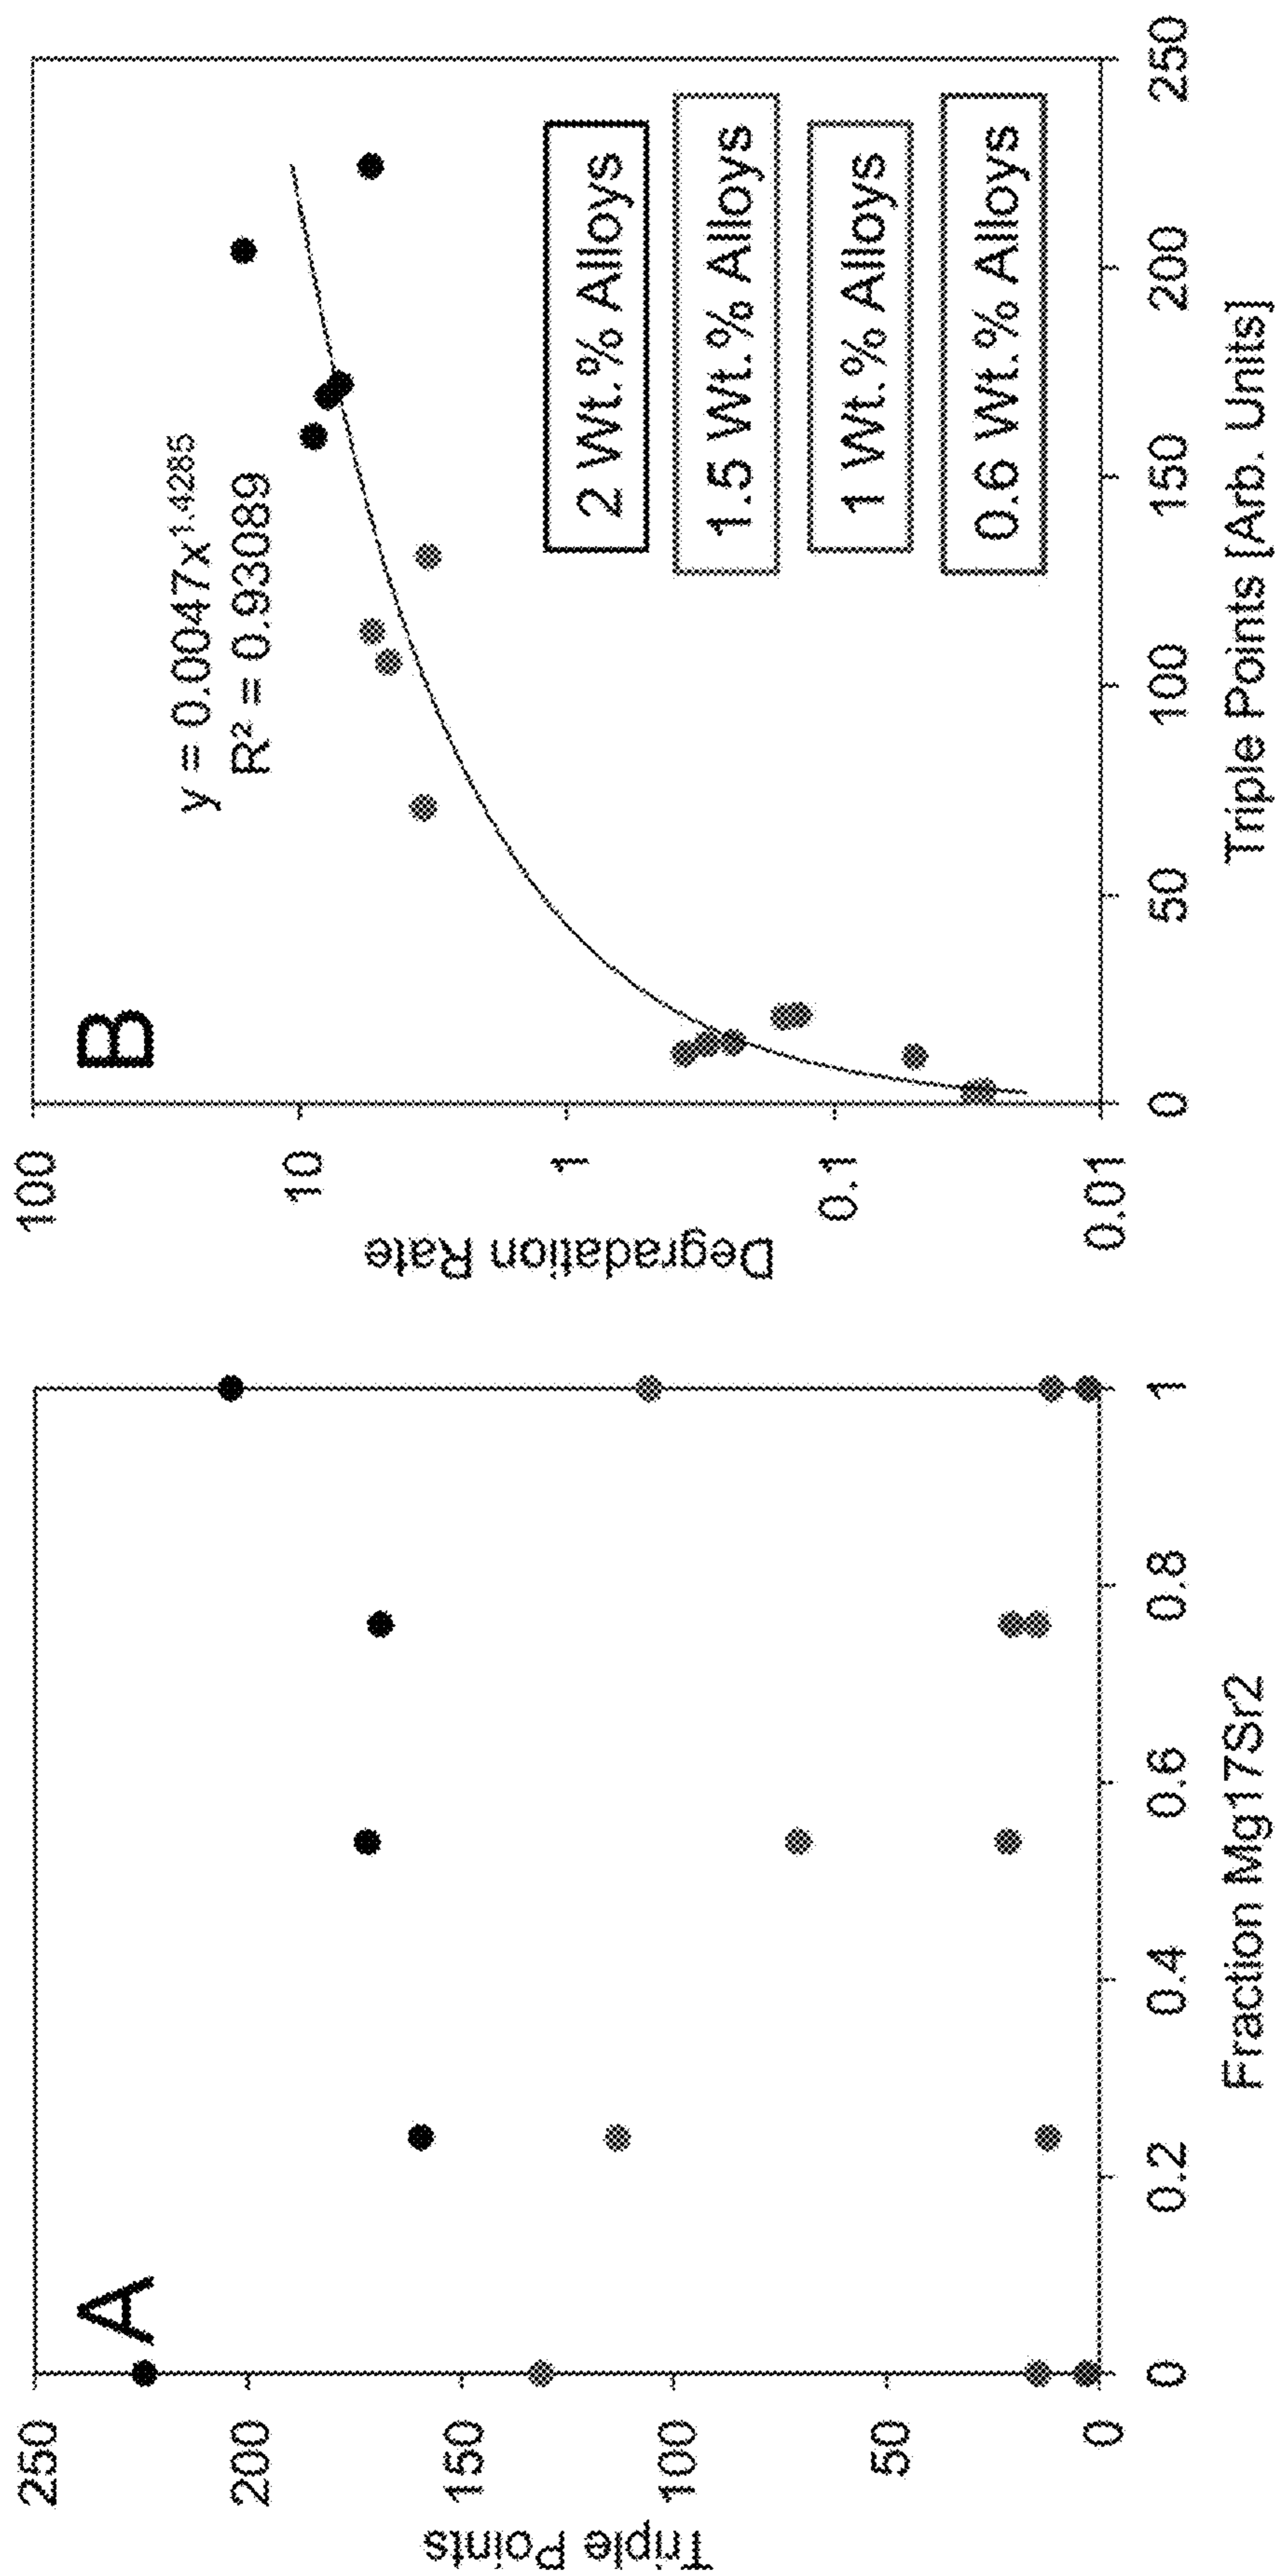 A
250
200
150
100
50
0
Triple Points
0
0.2
0.4
0.6
0.8
1
Fraction Mg17Sr2
B
100
10
1
0.1
0.01
Degradation Rate
y = 0.0047x^1.4285
R² = 0.93089
2 Wt.% Alloys
1.5 Wt.% Alloys
1 Wt.% Alloys
0.6 Wt.% Alloys
0
50
100
150
200
250
Triple Points [Arb. Units]